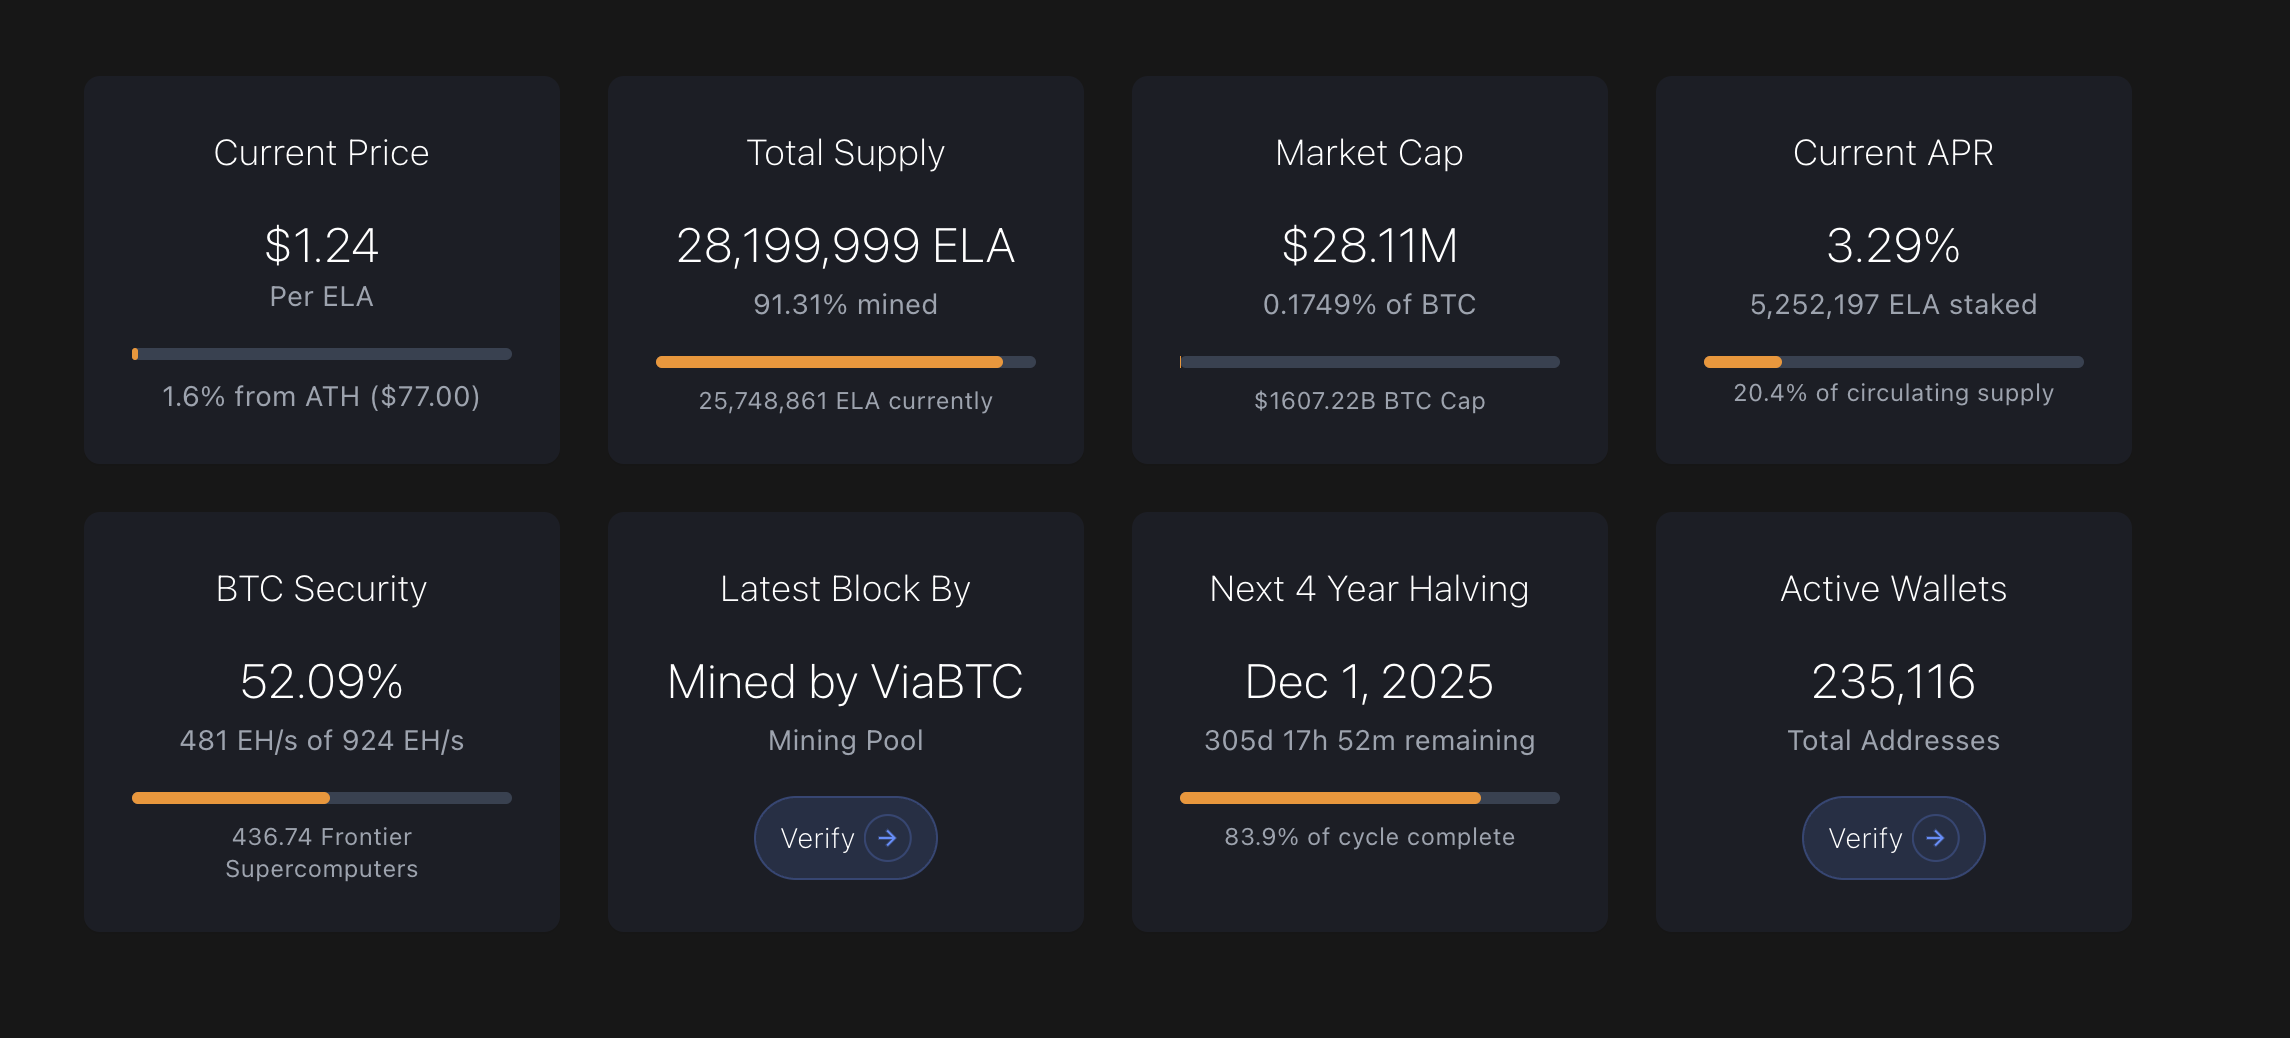 Current Price
$1.24
Per ELA
1.6% from ATH ($77.00)
Total Supply
28,199,999 ELA
91.31% mined
25,748,861 ELA currently
Market Cap
$28.11M
0.1749% of BTC
$1607.22B BTC Cap
Current APR
3.29%
5,252,197 ELA staked
20.4% of circulating supply
BTC Security
52.09%
481 EH/s of 924 EH/s
436.74 Frontier
Supercomputers
Latest Block By
Mined by ViaBTC
Mining Pool
Verify
Next 4 Year Halving
Dec 1, 2025
305d 17h 52m remaining
83.9% of cycle complete
Active Wallets
235,116
Total Addresses
Verify